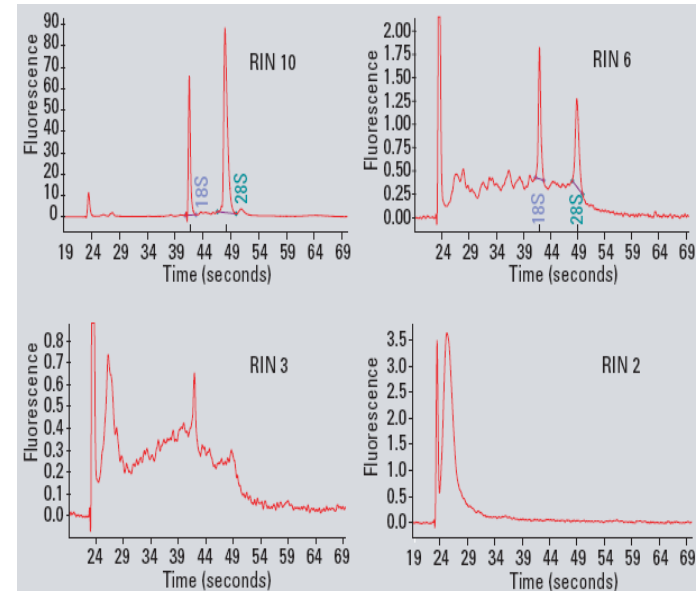 90
80
70
60
50
40
30
20
10
0
Fluorescence
RIN 10
18S
28S
19 24 29 34 39 44 49 54 59 64 69
Time (seconds)
2.00
1.75
1.50
1.25
1.00
0.75
0.50
0.25
0.00
Fluorescence
RIN 6
18S
28S
24 29 34 39 44 49 54 59 64 69
Time (seconds)
0.8
0.7
0.6
0.5
0.4
0.3
0.2
0.1
0.0
Fluorescence
RIN 3
24 29 34 39 44 49 54 59 64 69
Time (seconds)
3.5
3.0
2.5
2.0
1.5
1.0
0.5
0.0
Fluorescence
RIN 2
19 24 29 34 39 44 49 54 59 64 69
Time (seconds)